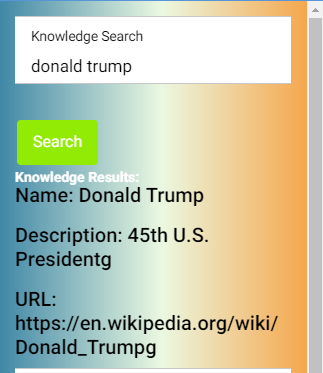 Knowledge Search
donald trump
Search
Knowledge Results:
Name: Donald Trump
Description: 45th U.S.
Presidentg
URL:
https://en.wikipedia.org/wiki/
Donald_Trumpg